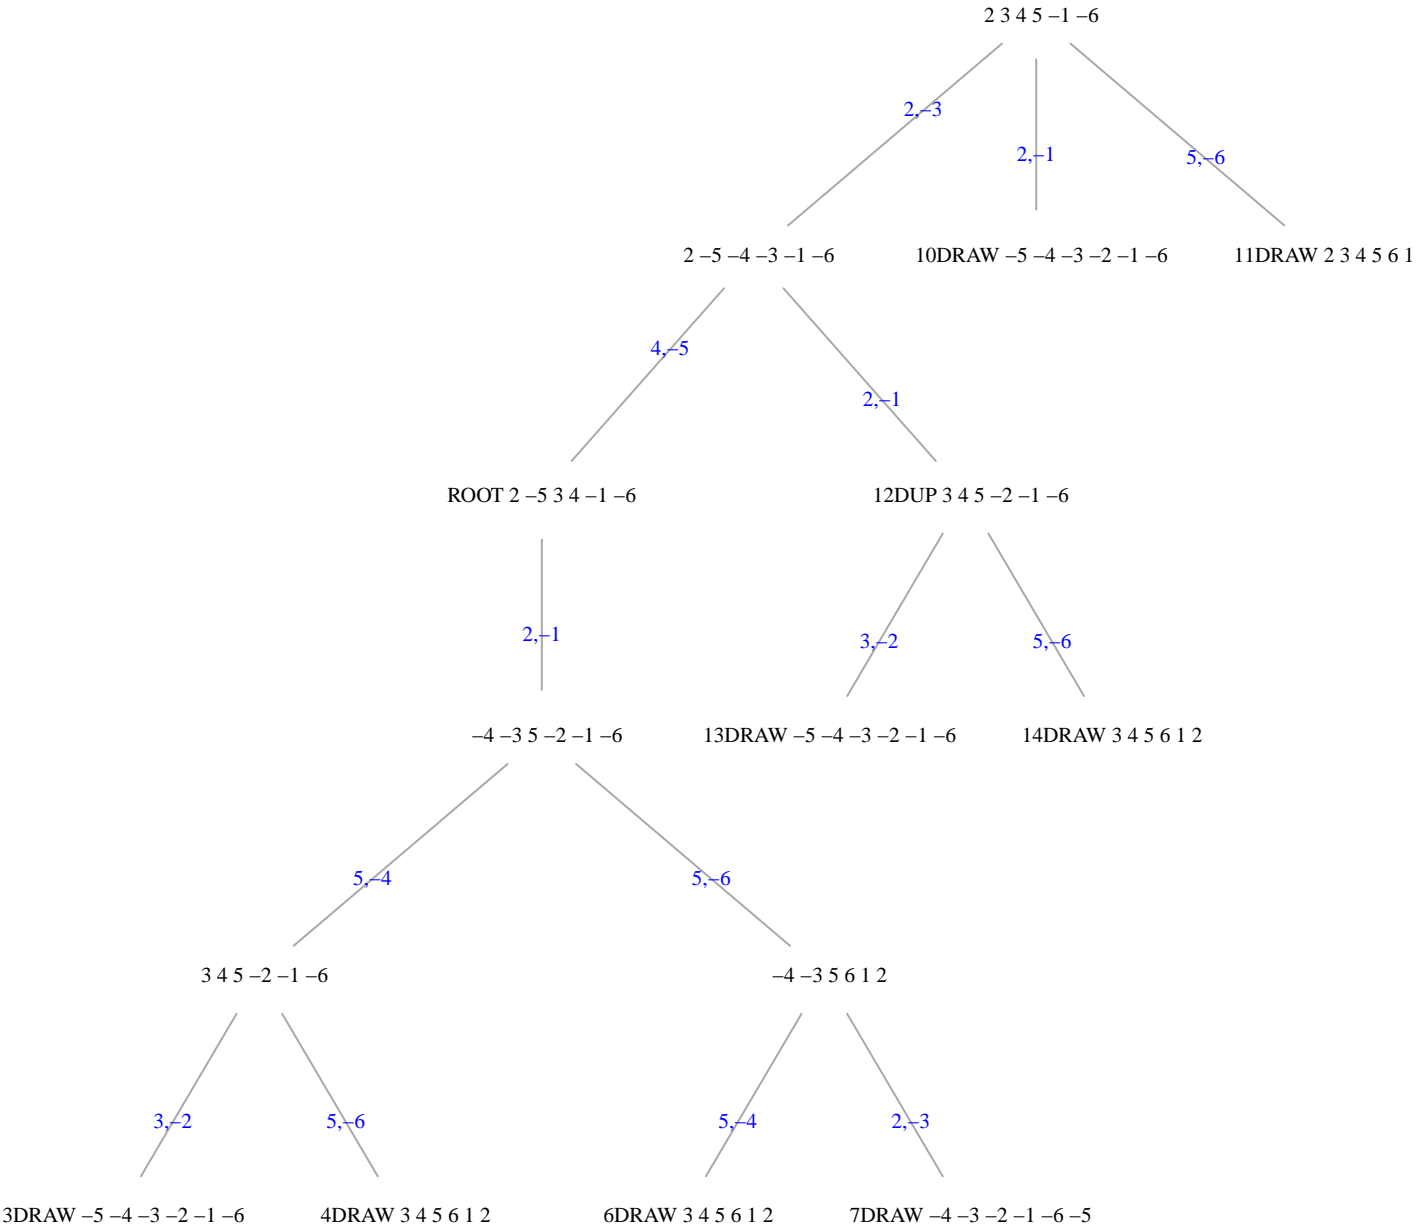 2 3 4 5 –1 –6
2,–3
2,–1
5,–6
2 –5 –4 –3 –1 –6
10DRAW –5 –4 –3 –2 –1 –6
11DRAW 2 3 4 5 6 1
4,–5
2,–1
ROOT 2 –5 3 4 –1 –6
12DUP 3 4 5 –2 –1 –6
2,–1
3,–2
5,–6
–4 –3 5 –2 –1 –6
13DRAW –5 –4 –3 –2 –1 –6
14DRAW 3 4 5 6 1 2
5,–4
5,–6
3 4 5 –2 –1 –6
–4 –3 5 6 1 2
3,–2
5,–6
5,–4
2,–3
3DRAW –5 –4 –3 –2 –1 –6
4DRAW 3 4 5 6 1 2
6DRAW 3 4 5 6 1 2
7DRAW –4 –3 –2 –1 –6 –5